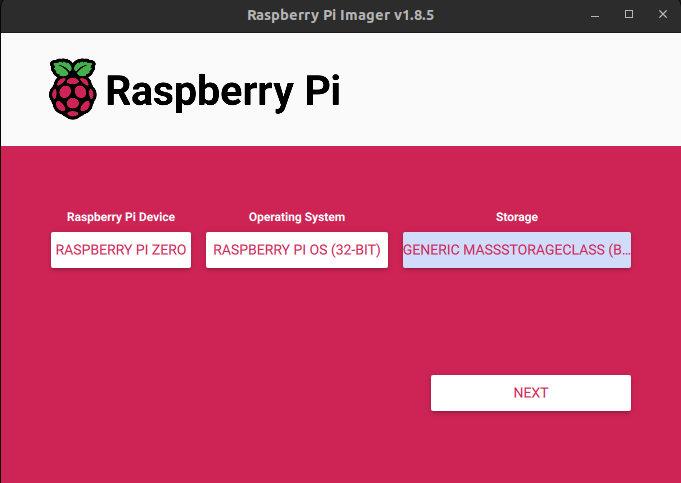 Raspberry Pi Imager v1.8.5
Raspberry Pi
Raspberry Pi Device Operating System Storage
RASPBERRY PI ZERO RASPBERRY PI OS (32-BIT) GENERIC MASSSTORAGECLASS (B...
NEXT